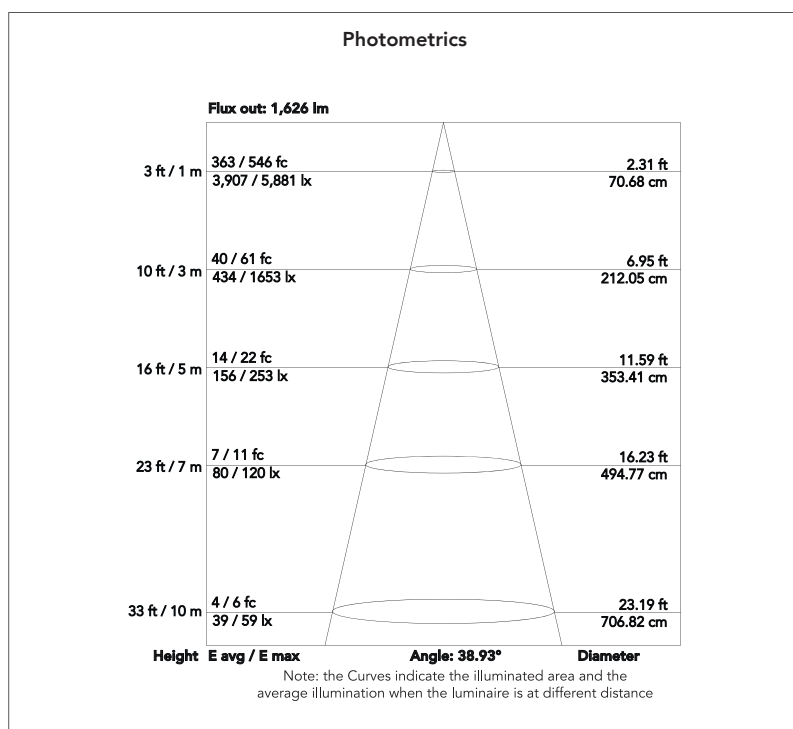 Photometrics
Flux out: 1,626 lm
3 ft / 1 m
363 / 546 fc
3,907 / 5,881 lx
2.31 ft
70.68 cm
10 ft / 3 m
40 / 61 fc
434 / 1653 lx
6.95 ft
212.05 cm
16 ft / 5 m
14 / 22 fc
156 / 253 lx
11.59 ft
353.41 cm
23 ft / 7 m
7 / 11 fc
80 / 120 lx
16.23 ft
494.77 cm
33 ft / 10 m
4 / 6 fc
39 / 59 lx
23.19 ft
706.82 cm
Height E avg / E max Angle: 38.93° Diameter
Note: the Curves indicate the illuminated area and the
average illumination when the luminaire is at different distance